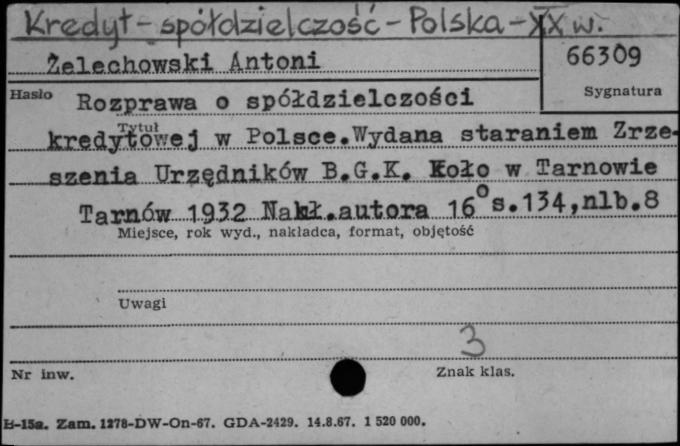 Kredyt - spółdzielczość - Polska - XX w.
Żelechowski Antoni
66309
Hasło
Sygnatura
Rozprawa o spółdzielczości
Tytuł
kredytowej w Polsce.Wydana staraniem Zrze-
szenia Urzędników B.G.K. Koło w Tarnowie
Tarnów 1932 Nakł.autora 16° s.134,nlb.8
Miejsce, rok wyd., nakładca, format, objętość
Uwagi
3
Nr inw.
Znak klas.
B-15a. Zam. 1278-DW-On-67. GDA-2429. 14.8.67. 1 520 000.